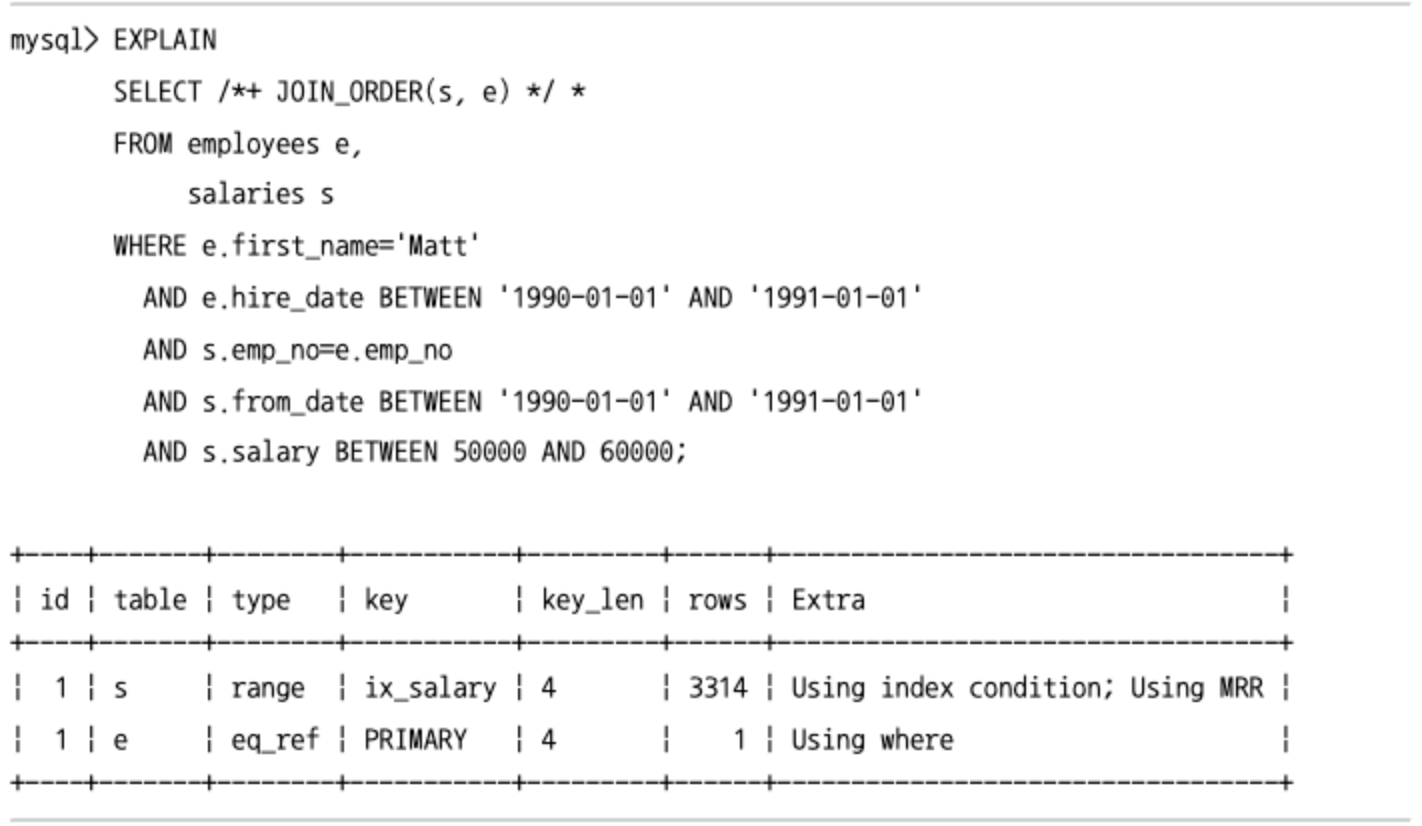 mysql> EXPLAIN
SELECT /*+ JOIN_ORDER(s, e) */ *
FROM employees e,
salaries s
WHERE e.first_name='Matt'
AND e.hire_date BETWEEN '1990-01-01' AND '1991-01-01'
AND s.emp_no=e.emp_no
AND s.from_date BETWEEN '1990-01-01' AND '1991-01-01'
AND s.salary BETWEEN 50000 AND 60000;
+----+-------+--------+------------+---------+------+----------------------------------+
| id | table | type   | key        | key_len | rows | Extra                            |
+----+-------+--------+------------+---------+------+----------------------------------+
|  1 | s     | range  | ix_salary | 4       | 3314 | Using index condition; Using MRR |
|  1 | e     | eq_ref | PRIMARY   | 4       |    1 | Using where                      |
+----+-------+--------+------------+---------+------+----------------------------------+